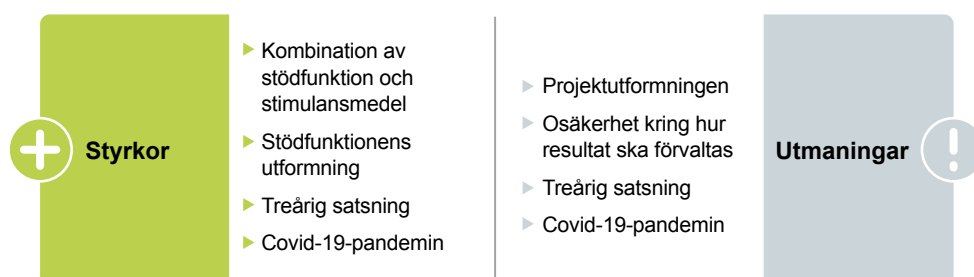 Styrkor
Kombination av
stödfunktion och
stimulansmedel
Stödfunktionens
utformning
Treårig satsning
Covid-19-pandemin
Projektutformningen
Osäkerhet kring hur
resultat ska förvaltas
Treårig satsning
Covid-19-pandemin
Utmaningar